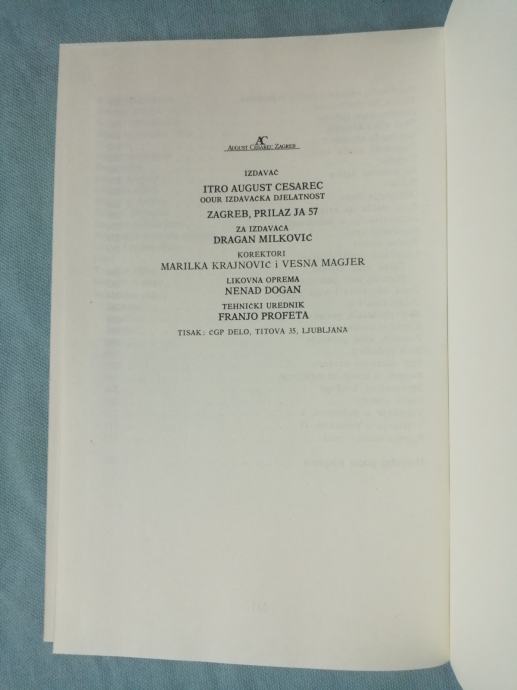 AC
AUGUST CESAREC ZAGREB
IZDAVAČ
ITRO AUGUST CESAREC
OOUR IZDAVAČKA DJELATNOST
ZAGREB, PRILAZ JA 57
ZA IZDAVAČA
DRAGAN MILKOVIĆ
KOREKTORI
MARILKA KRAJNOVIĆ i VESNA MAGJER
LIKOVNA OPREMA
NENAD DOGAN
TEHNIČKI UREDNIK
FRANJO PROFETA
TISAK: ČGP DELO, TITOVA 35, LJUBLJANA